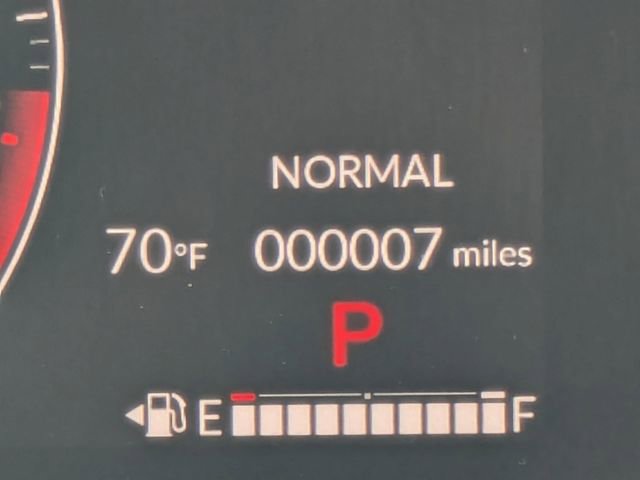 NORMAL
70°F 000007 miles
P
E F